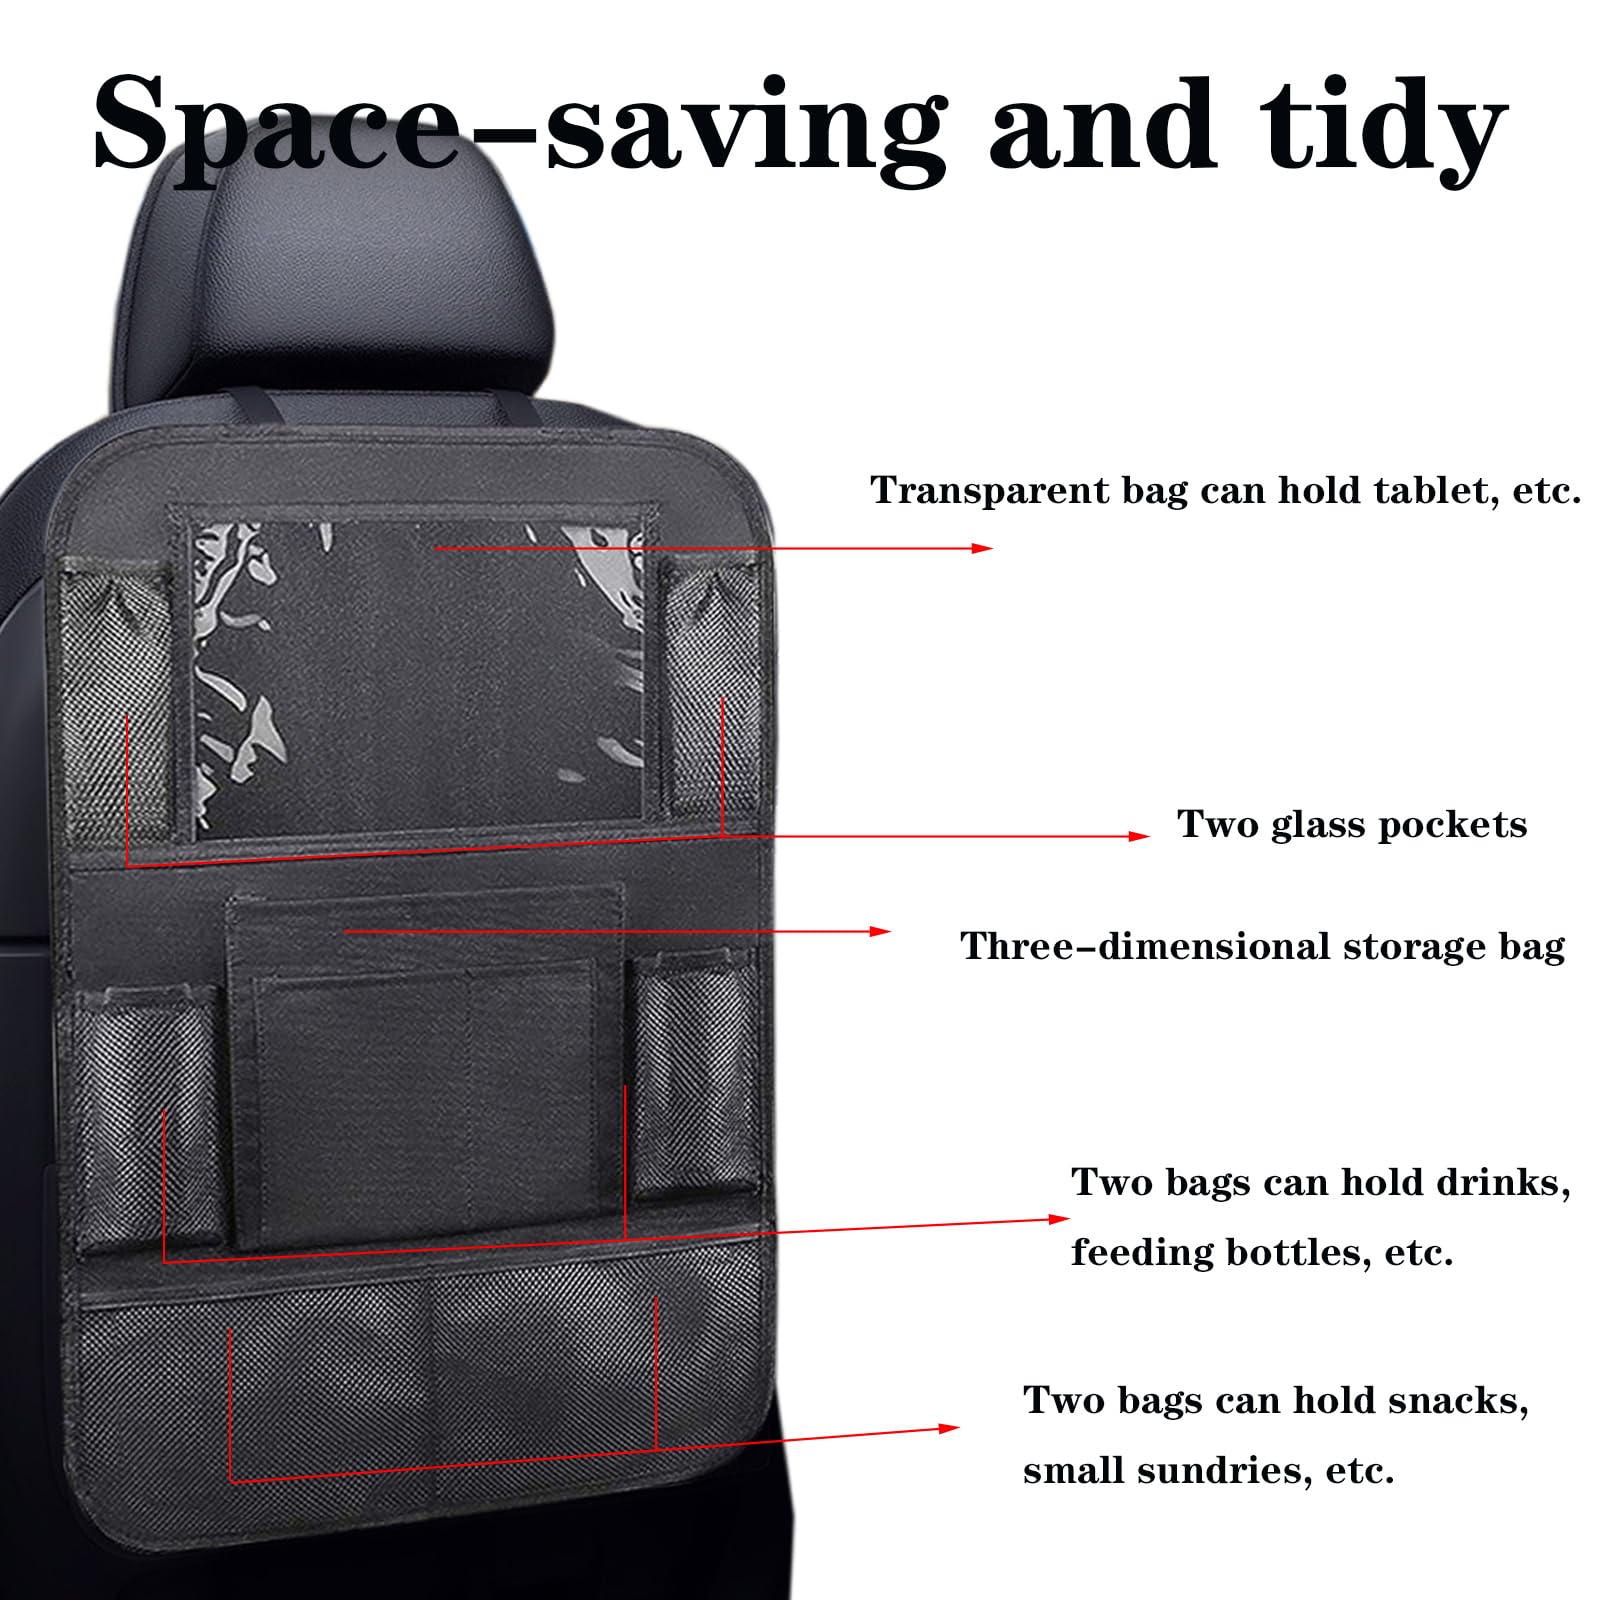 Space-saving and tidy
Transparent bag can hold tablet, etc.
Two glass pockets
Three-dimensional storage bag
Two bags can hold drinks,
feeding bottles, etc.
Two bags can hold snacks,
small sundries, etc.